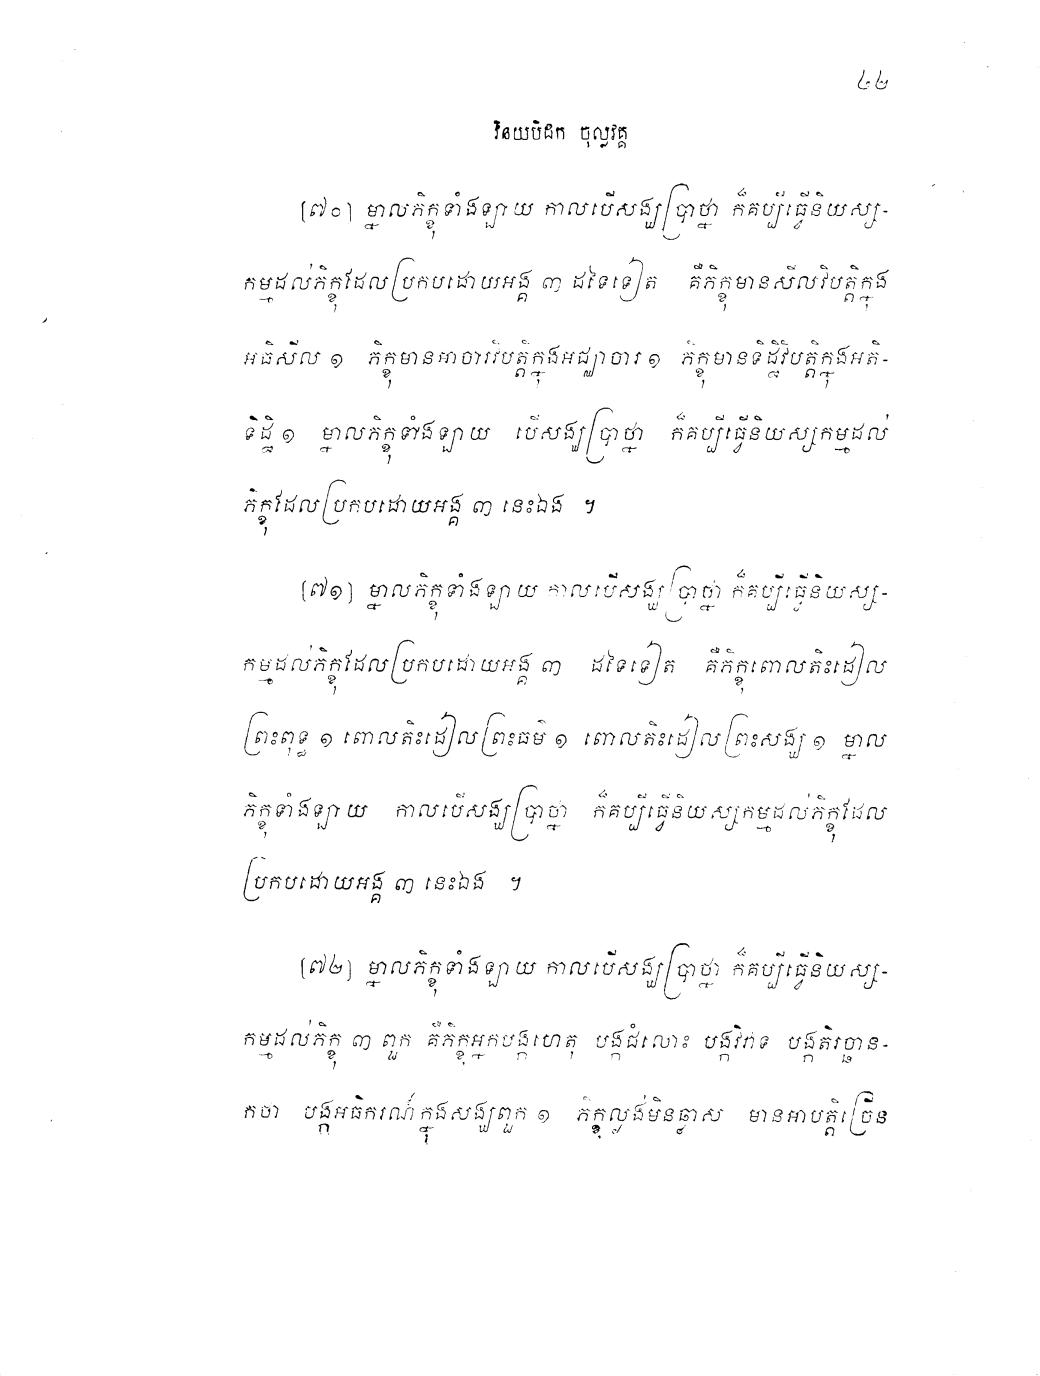 ៤២
វិនយបិដក ចុល្លវគ្គ
[៧០] ម្នាលភិក្ខុទាំងឡាយ កាលបើសង្ឃប្រាថ្នា ក៏គប្បីធ្វើនិយស្ស-
កម្មដល់ភិក្ខុដែលប្រកបដោយអង្គ ៣ ដទៃទៀត គឺភិក្ខុមានសីលវិបត្តិក្នុង
អធិសីល ១ ភិក្ខុមានអាចារវិបត្តិក្នុងអជ្ឈាចារ ១ ភិក្ខុមានទិដ្ឋិវិបត្តិក្នុងអតិ-
ទិដ្ឋិ ១ ម្នាលភិក្ខុទាំងឡាយ បើសង្ឃប្រាថ្នា ក៏គប្បីធ្វើនិយស្សកម្មដល់
ភិក្ខុដែលប្រកបដោយអង្គ ៣ នេះឯង ។
[៧១] ម្នាលភិក្ខុទាំងឡាយ កាលបើសង្ឃប្រាថ្នា ក៏គប្បីធ្វើនិយស្ស-
កម្មដល់ភិក្ខុដែលប្រកបដោយអង្គ ៣ ដទៃទៀត គឺភិក្ខុពោលតិះដៀល
ព្រះពុទ្ធ ១ ពោលតិះដៀលព្រះធម៌ ១ ពោលតិះដៀលព្រះសង្ឃ ១ ម្នាល
ភិក្ខុទាំងឡាយ កាលបើសង្ឃប្រាថ្នា ក៏គប្បីធ្វើនិយស្សកម្មដល់ភិក្ខុដែល
ប្រកបដោយអង្គ ៣ នេះឯង ។
[៧២] ម្នាលភិក្ខុទាំងឡាយ កាលបើសង្ឃប្រាថ្នា ក៏គប្បីធ្វើនិយស្ស-
កម្មដល់ភិក្ខុ ៣ ពួក គឺភិក្ខុអ្នកបង្កហេតុ បង្កជំលោះ បង្កវិវាទ បង្កតិរច្ឆាន-
កថា បង្កអធិករណ៍ក្នុងសង្ឃពួក ១ ភិក្ខុល្ងង់មិនឆ្លាស មានអាបត្តិច្រើន